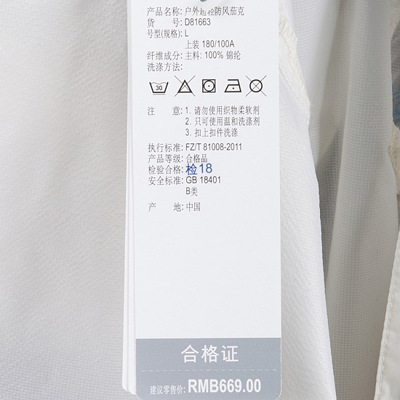 产品名称: 户外超轻防风茄克
货 号: D81663
号型(规格): L
上装 180/100A
纤维成分: 主料: 100% 锦纶
洗涤方法:
30
注 意: 1. 请勿使用织物柔软剂
2. 只可使用温和洗涤剂
3. 扣上扣件洗涤
执行标准: FZ/T 81008-2011
产品等级: 合格品
检验合格: 检18
安全标准: GB 18401
B类
产 地: 中国
合格证
建议零售价: RMB669.00